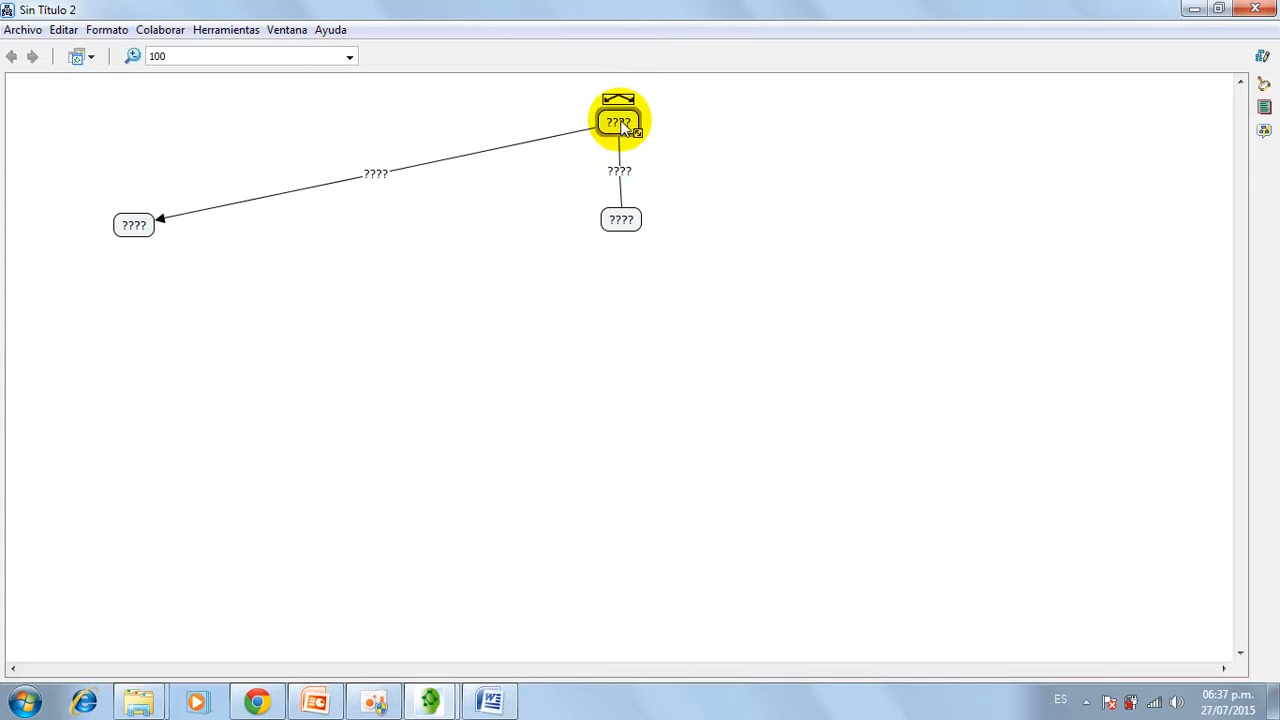 Sin Título 2
Archivo Editar Formato Colaborar Herramientas Ventana Ayuda
100
????
????
????
????
????
ES
06:37 p.m.
27/07/2015